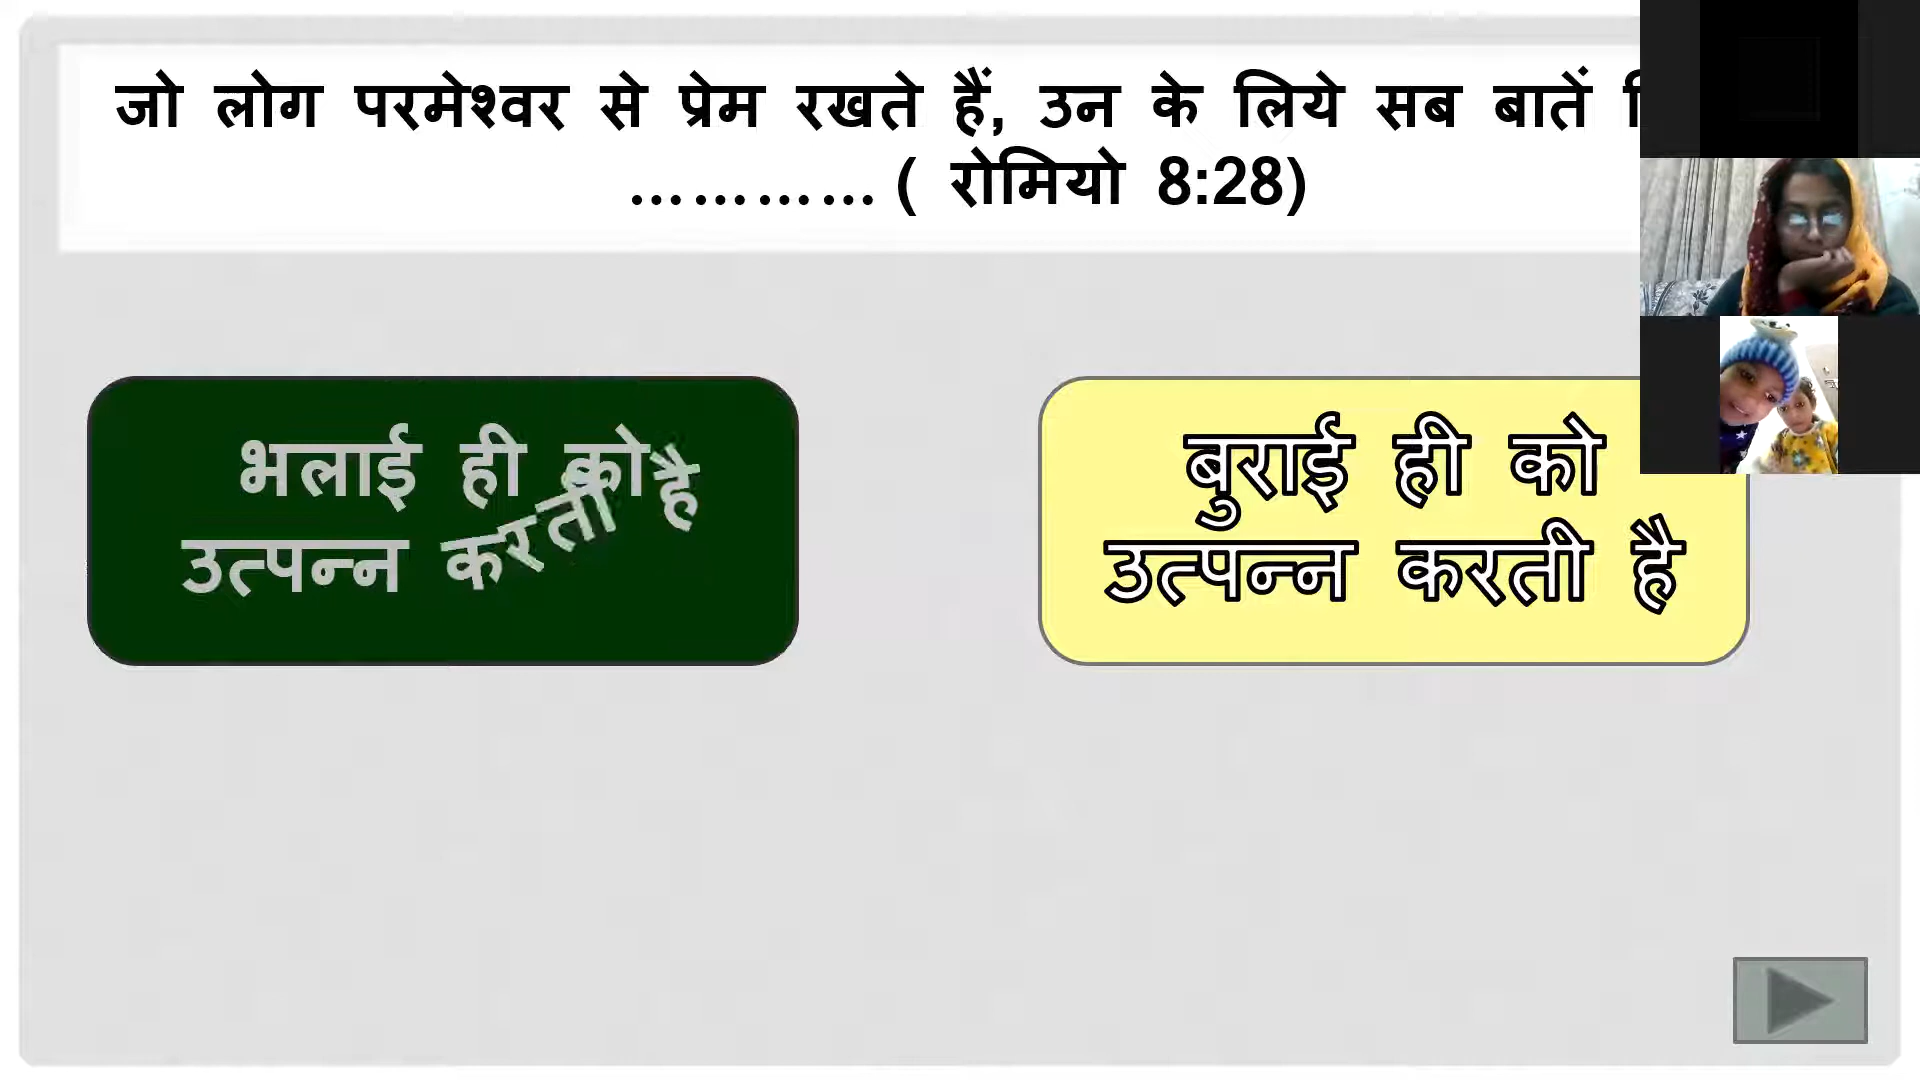 जो लोग परमेश्वर से प्रेम रखते हैं, उन के लिये सब बातें
………… ( रोमियो 8:28)
भलाई ही को
उत्पन्न करती है
बुराई ही को
उत्पन्न करती है